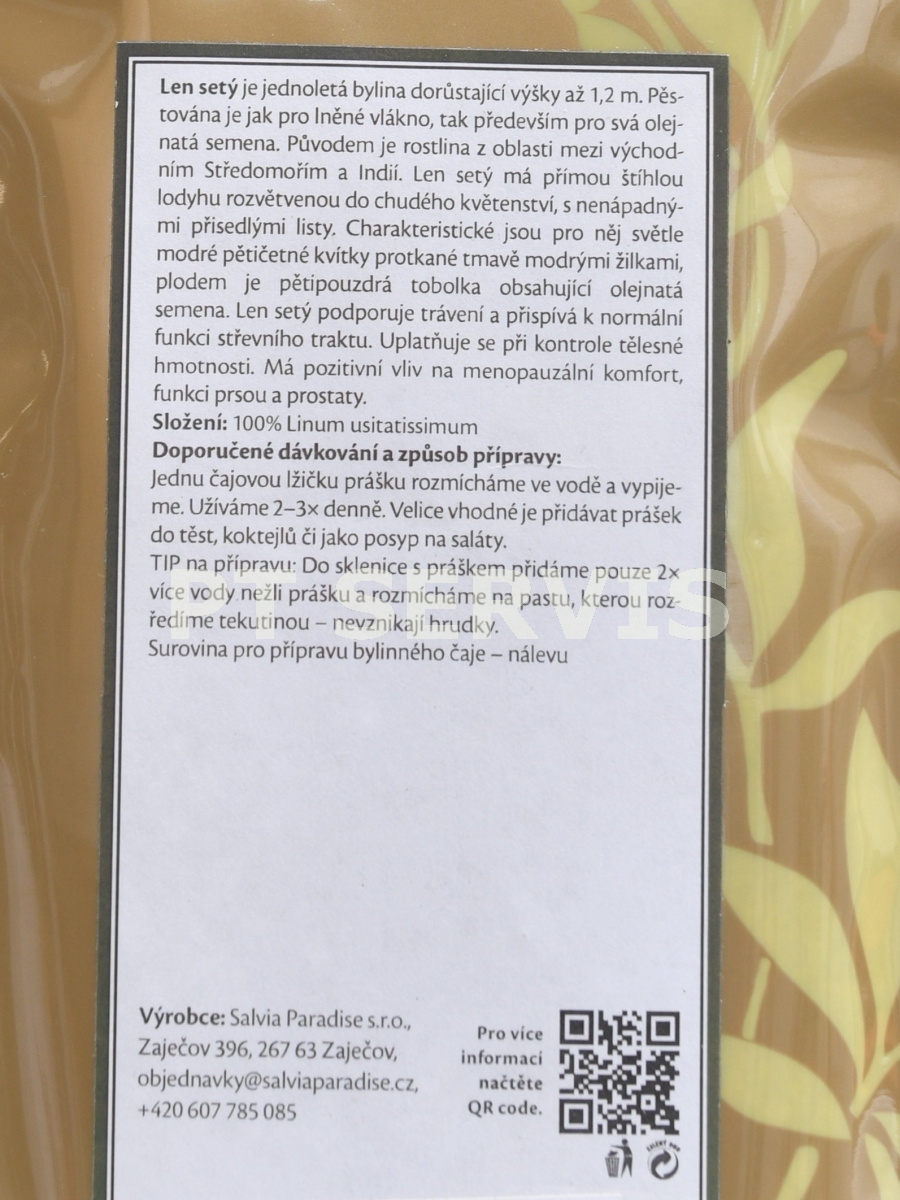 Len setý je jednoletá bylina dorůstající výšky až 1,2 m. Pěs-
tována je jak pro lněné vlákno, tak především pro svá olej-
natá semena. Původem je rostlina z oblasti mezi východ-
ním Středomořím a Indií. Len setý má přímou štíhlou
lodyhu rozvětvenou do chudého květenství, s nenápadný-
mi přisedlými listy. Charakteristické jsou pro něj světle
modré pětičetné kvítky protkané tmavě modrými žilkami,
plodem je pětipouzdrá tobolka obsahující olejnatá
semena. Len setý podporuje trávení a přispívá k normální
funkci střevního traktu. Uplatňuje se při kontrole tělesné
hmotnosti. Má pozitivní vliv na menopauzální komfort,
funkci prsou a prostaty.
Složení: 100% Linum usitatissimum
Doporučené dávkování a způsob přípravy:
Jednu čajovou lžičku prášku rozmícháme ve vodě a vypije-
me. Užíváme 2–3× denně. Velice vhodné je přidávat prášek
do těst, koktejlů či jako posyp na saláty.
TIP na přípravu: Do sklenice s práškem přidáme pouze 2×
více vody nežli prášku a rozmícháme na pastu, kterou roz-
ředíme tekutinou – nevznikají hrudky.
Surovina pro přípravu bylinného čaje – nálevu
PT SERVIS
Výrobce: Salvia Paradise s.r.o.,
Zaječov 396, 267 63 Zaječov,
objednavky@salviaparadise.cz,
+420 607 785 085
Pro více
informací
načtěte
QR code.
ZELENÝ BOD